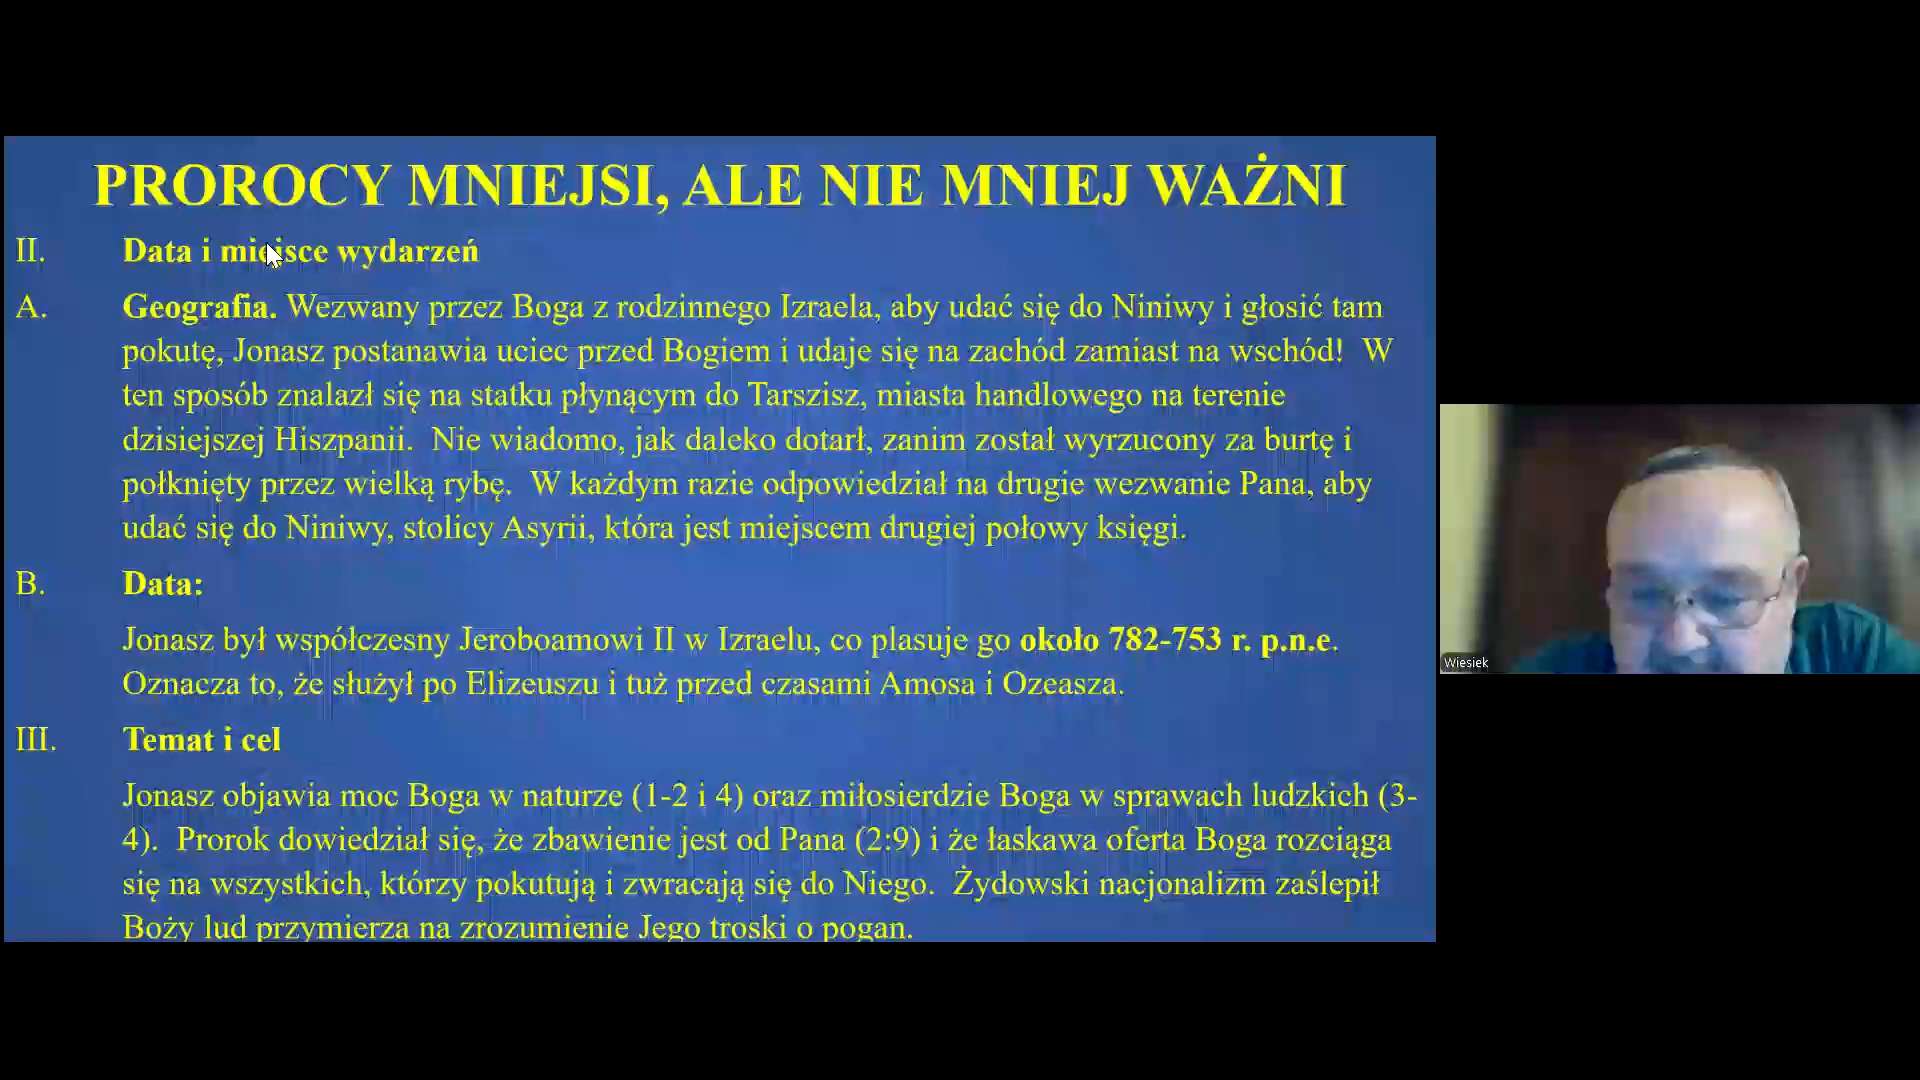 PROROCY MNIEJSI, ALE NIE MNIEJ WAŻNI
II. Data i miejsce wydarzeń
A. Geografia. Wezwany przez Boga z rodzinnego Izraela, aby udać się do Niniwy i głosić tam
pokutę, Jonasz postanawia uciec przed Bogiem i udaje się na zachód zamiast na wschód! W
ten sposób znalazł się na statku płynącym do Tarszisz, miasta handlowego na terenie
dzisiejszej Hiszpanii. Nie wiadomo, jak daleko dotarł, zanim został wyrzucony za burtę i
połknięty przez wielką rybę. W każdym razie odpowiedział na drugie wezwanie Pana, aby
udać się do Niniwy, stolicy Asyrii, która jest miejscem drugiej połowy księgi.
B. Data:
Jonasz był współczesny Jeroboamowi II w Izraelu, co plasuje go około 782-753 r. p.n.e.
Oznacza to, że służył po Elizeuszu i tuż przed czasami Amosa i Ozeasza.
III. Temat i cel
Jonasz objawia moc Boga w naturze (1-2 i 4) oraz miłosierdzie Boga w sprawach ludzkich (3-
4). Prorok dowiedział się, że zbawienie jest od Pana (2:9) i że łaskawa oferta Boga rozciąga
się na wszystkich, którzy pokutują i zwracają się do Niego. Żydowski nacjonalizm zaślepił
Boży lud przymierza na zrozumienie Jego troski o pogan.
Wiesiek